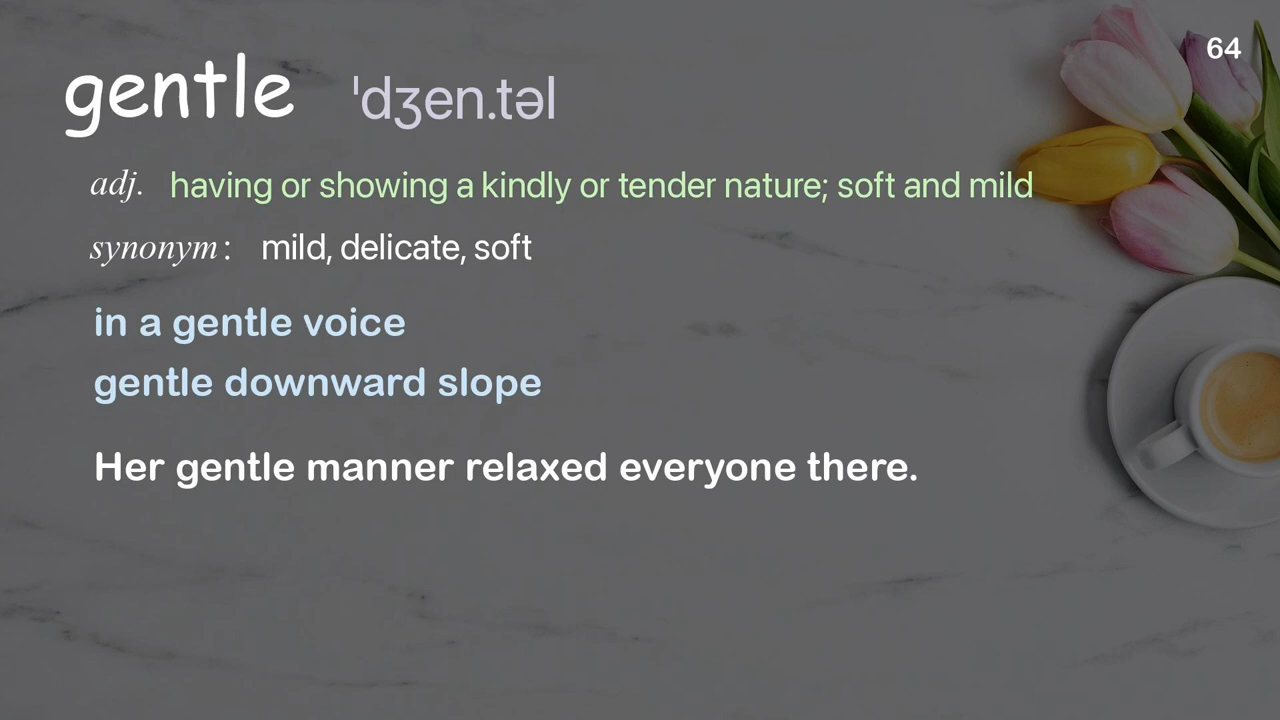 64
gentle ˈdʒen.təl
adj. having or showing a kindly or tender nature; soft and mild
synonym: mild, delicate, soft
in a gentle voice
gentle downward slope
Her gentle manner relaxed everyone there.